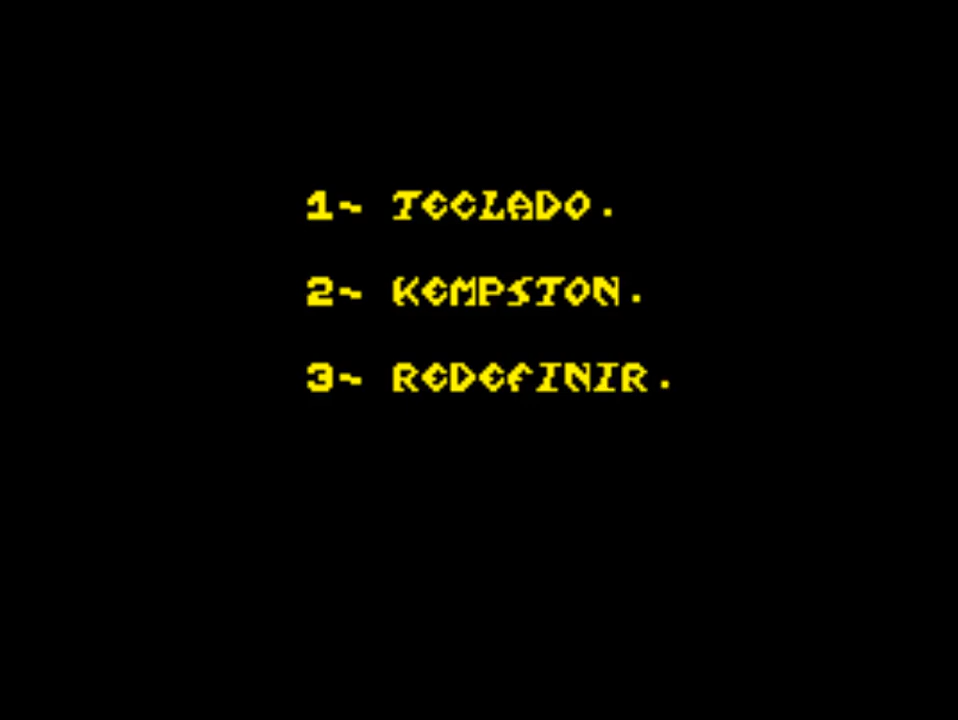 1- TECLADO.
2- KEMPSTON.
3- REDEFINIR.